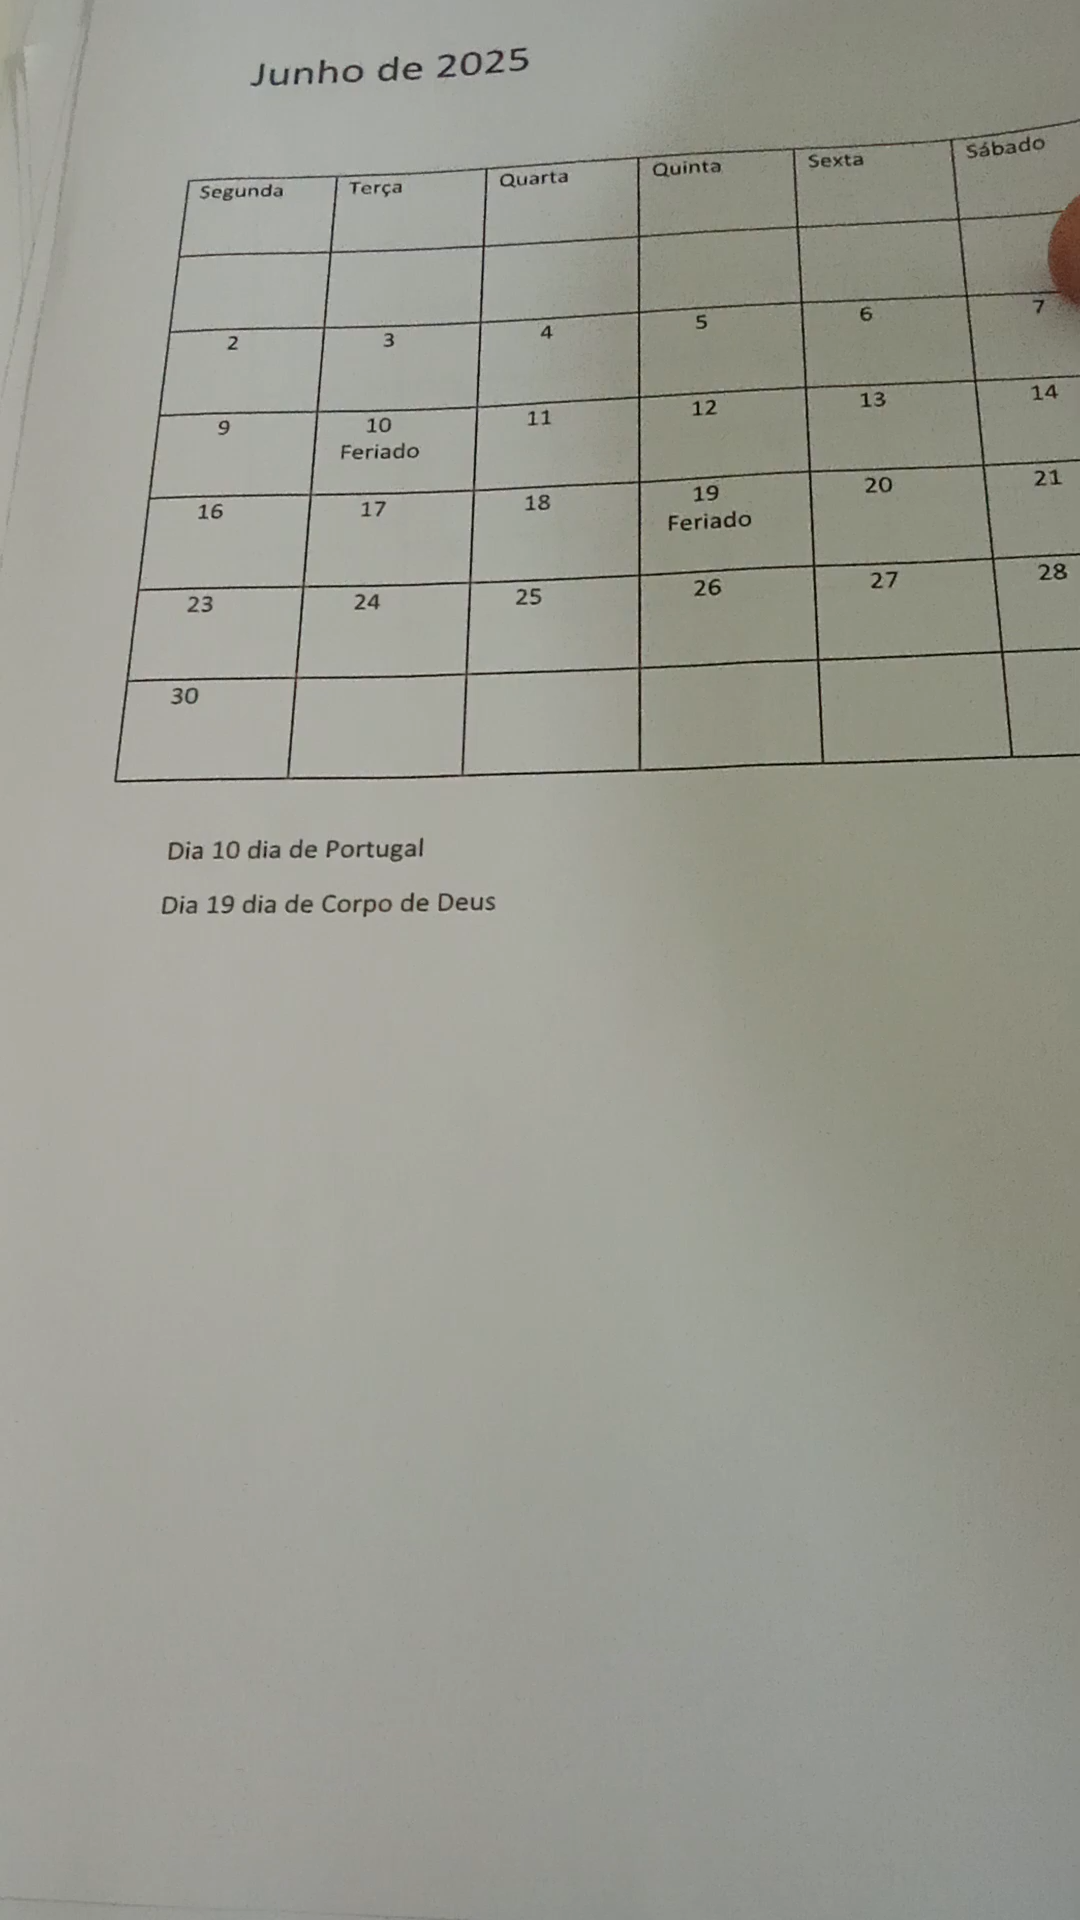 Junho de 2025
Segunda Terça Quarta Quinta Sexta Sábado
2 3 4 5 6 7
9 10 11 12 13 14
Feriado
16 17 18 19 20 21
Feriado
23 24 25 26 27 28
30
Dia 10 dia de Portugal
Dia 19 dia de Corpo de Deus